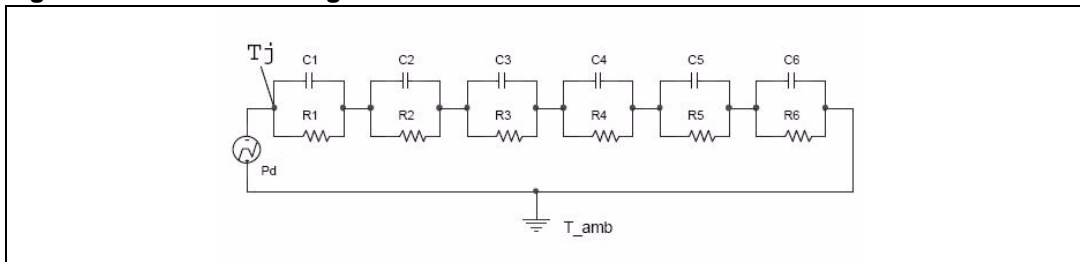 Tj
C1 C2 C3 C4 C5 C6
R1 R2 R3 R4 R5 R6
Pd
T_amb